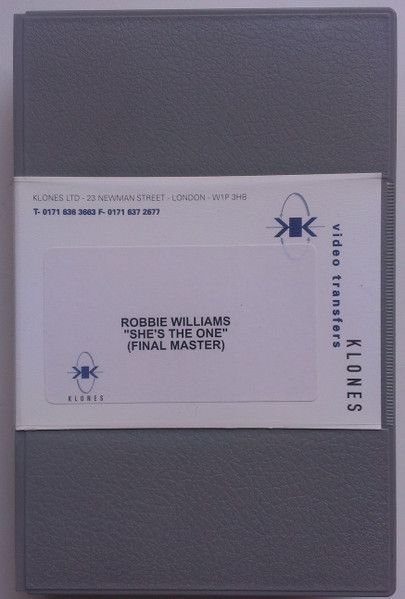 KLONES LTD - 23 NEWMAN STREET - LONDON - W1P 3HB
T- 0171 636 3663 F- 0171 637 2677
video transfers
KLONES
ROBBIE WILLIAMS
"SHE'S THE ONE"
(FINAL MASTER)
KLONES